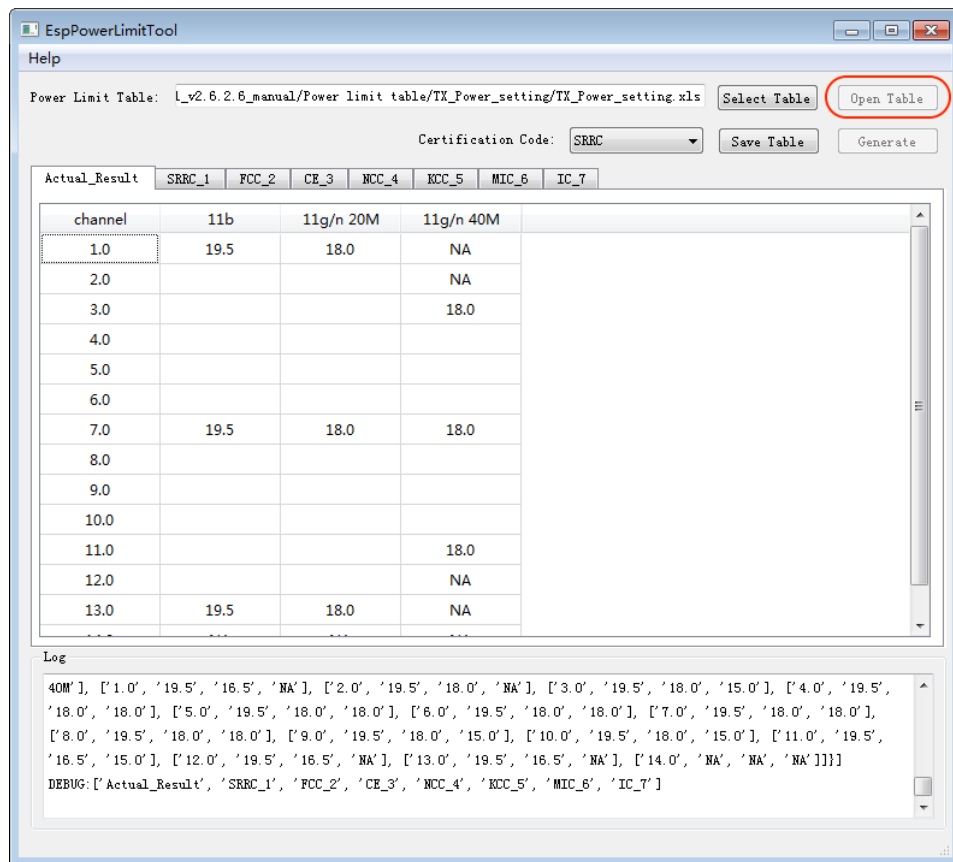 EspPowerLimitTool
Help
Power Limit Table: L_v2.6.2.6_manual/Power limit table/TX_Power_setting/TX_Power_setting.xls Select Table Open Table
Certification Code: SRRC Save Table Generate
Actual_Result SRRC_1 FCC_2 CE_3 NCC_4 KCC_5 MIC_6 IC_7
channel 11b 11g/n 20M 11g/n 40M
1.0 19.5 18.0 NA
2.0 NA
3.0 18.0
4.0
5.0
6.0
7.0 19.5 18.0 18.0
8.0
9.0
10.0
11.0 18.0
12.0 NA
13.0 19.5 18.0 NA
Log
40M'], ['1.0', '19.5', '16.5', 'NA'], ['2.0', '19.5', '18.0', 'NA'], ['3.0', '19.5', '18.0', '15.0'], ['4.0', '19.5',
'18.0', '18.0'], ['5.0', '19.5', '18.0', '18.0'], ['6.0', '19.5', '18.0', '18.0'], ['7.0', '19.5', '18.0', '18.0'],
['8.0', '19.5', '18.0', '18.0'], ['9.0', '19.5', '18.0', '15.0'], ['10.0', '19.5', '18.0', '15.0'], ['11.0', '19.5',
'16.5', '15.0'], ['12.0', '19.5', '16.5', 'NA'], ['13.0', '19.5', '16.5', 'NA'], ['14.0', 'NA', 'NA', 'NA']]}]
DEBUG:['Actual_Result', 'SRRC_1', 'FCC_2', 'CE_3', 'NCC_4', 'KCC_5', 'MIC_6', 'IC_7']